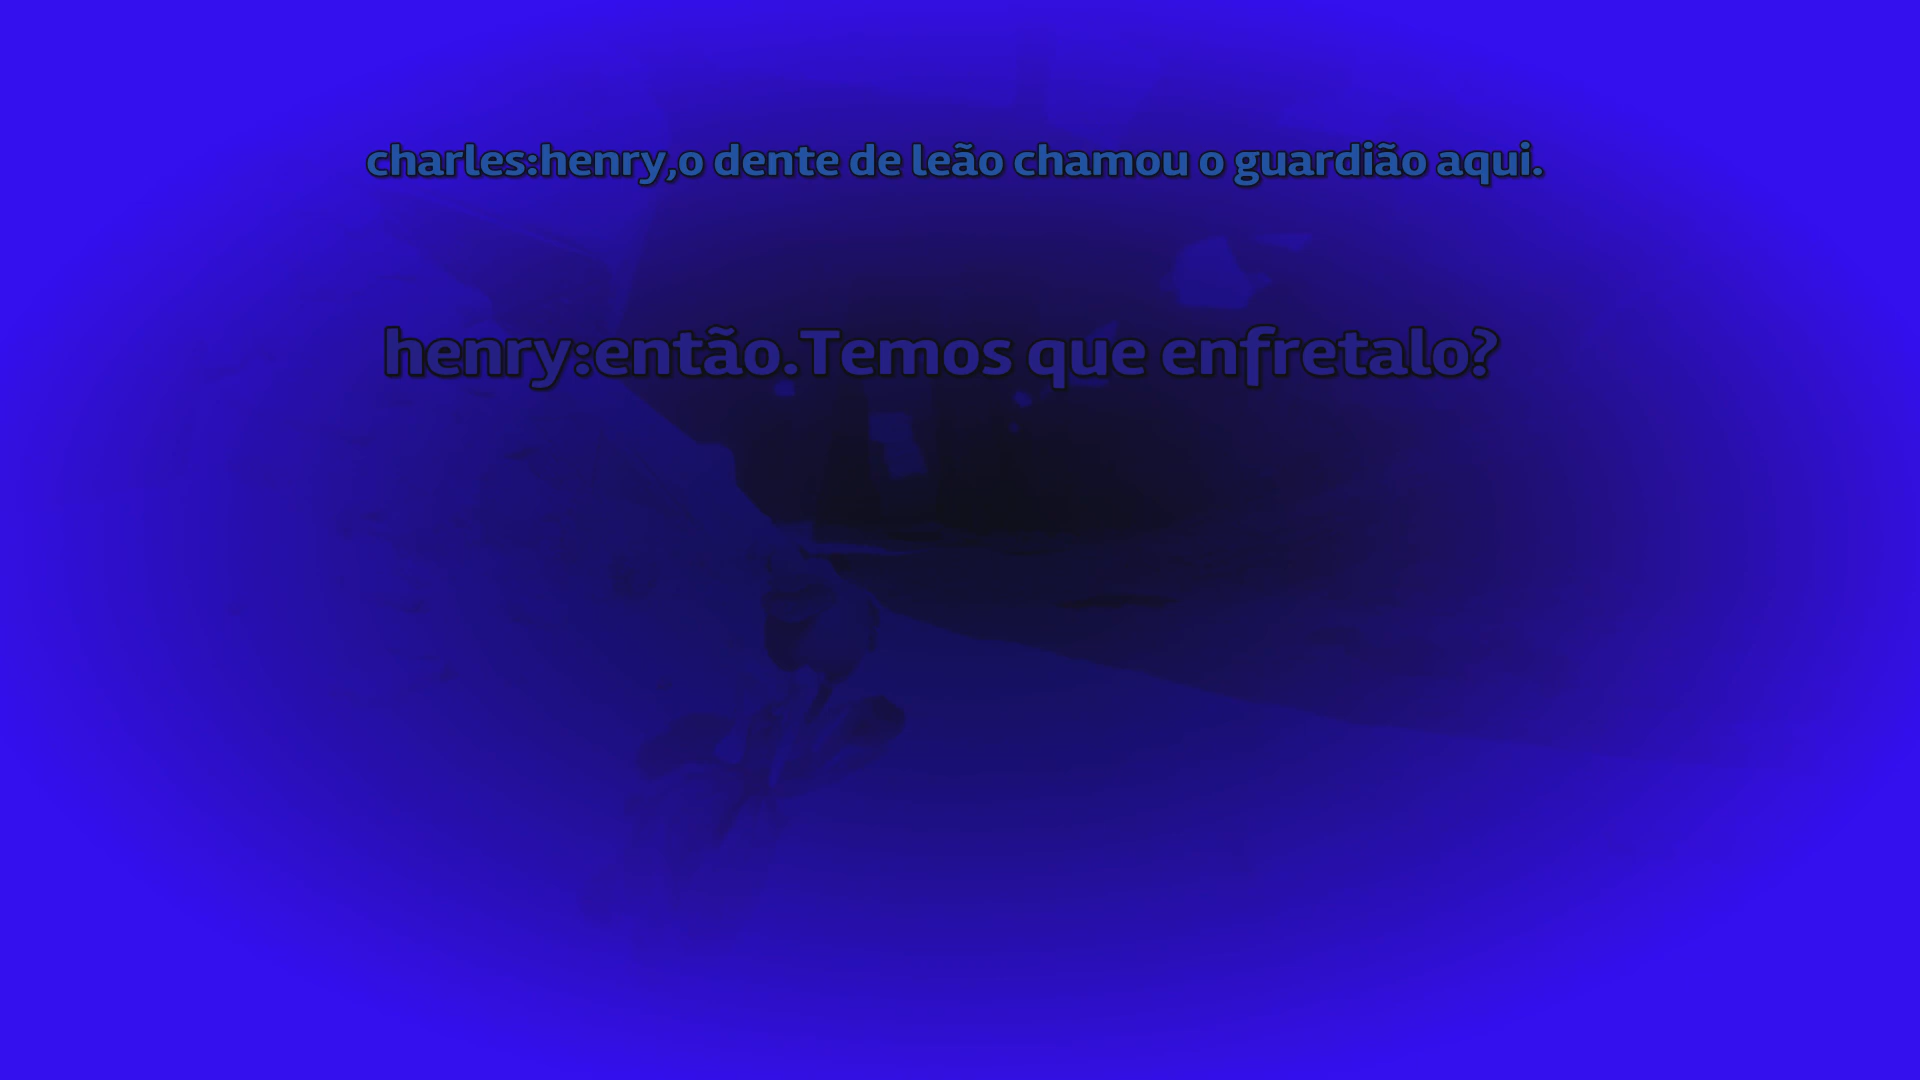 charles:henry,o dente de leão chamou o guardião aqui.
henry:então.Temos que enfretalo?